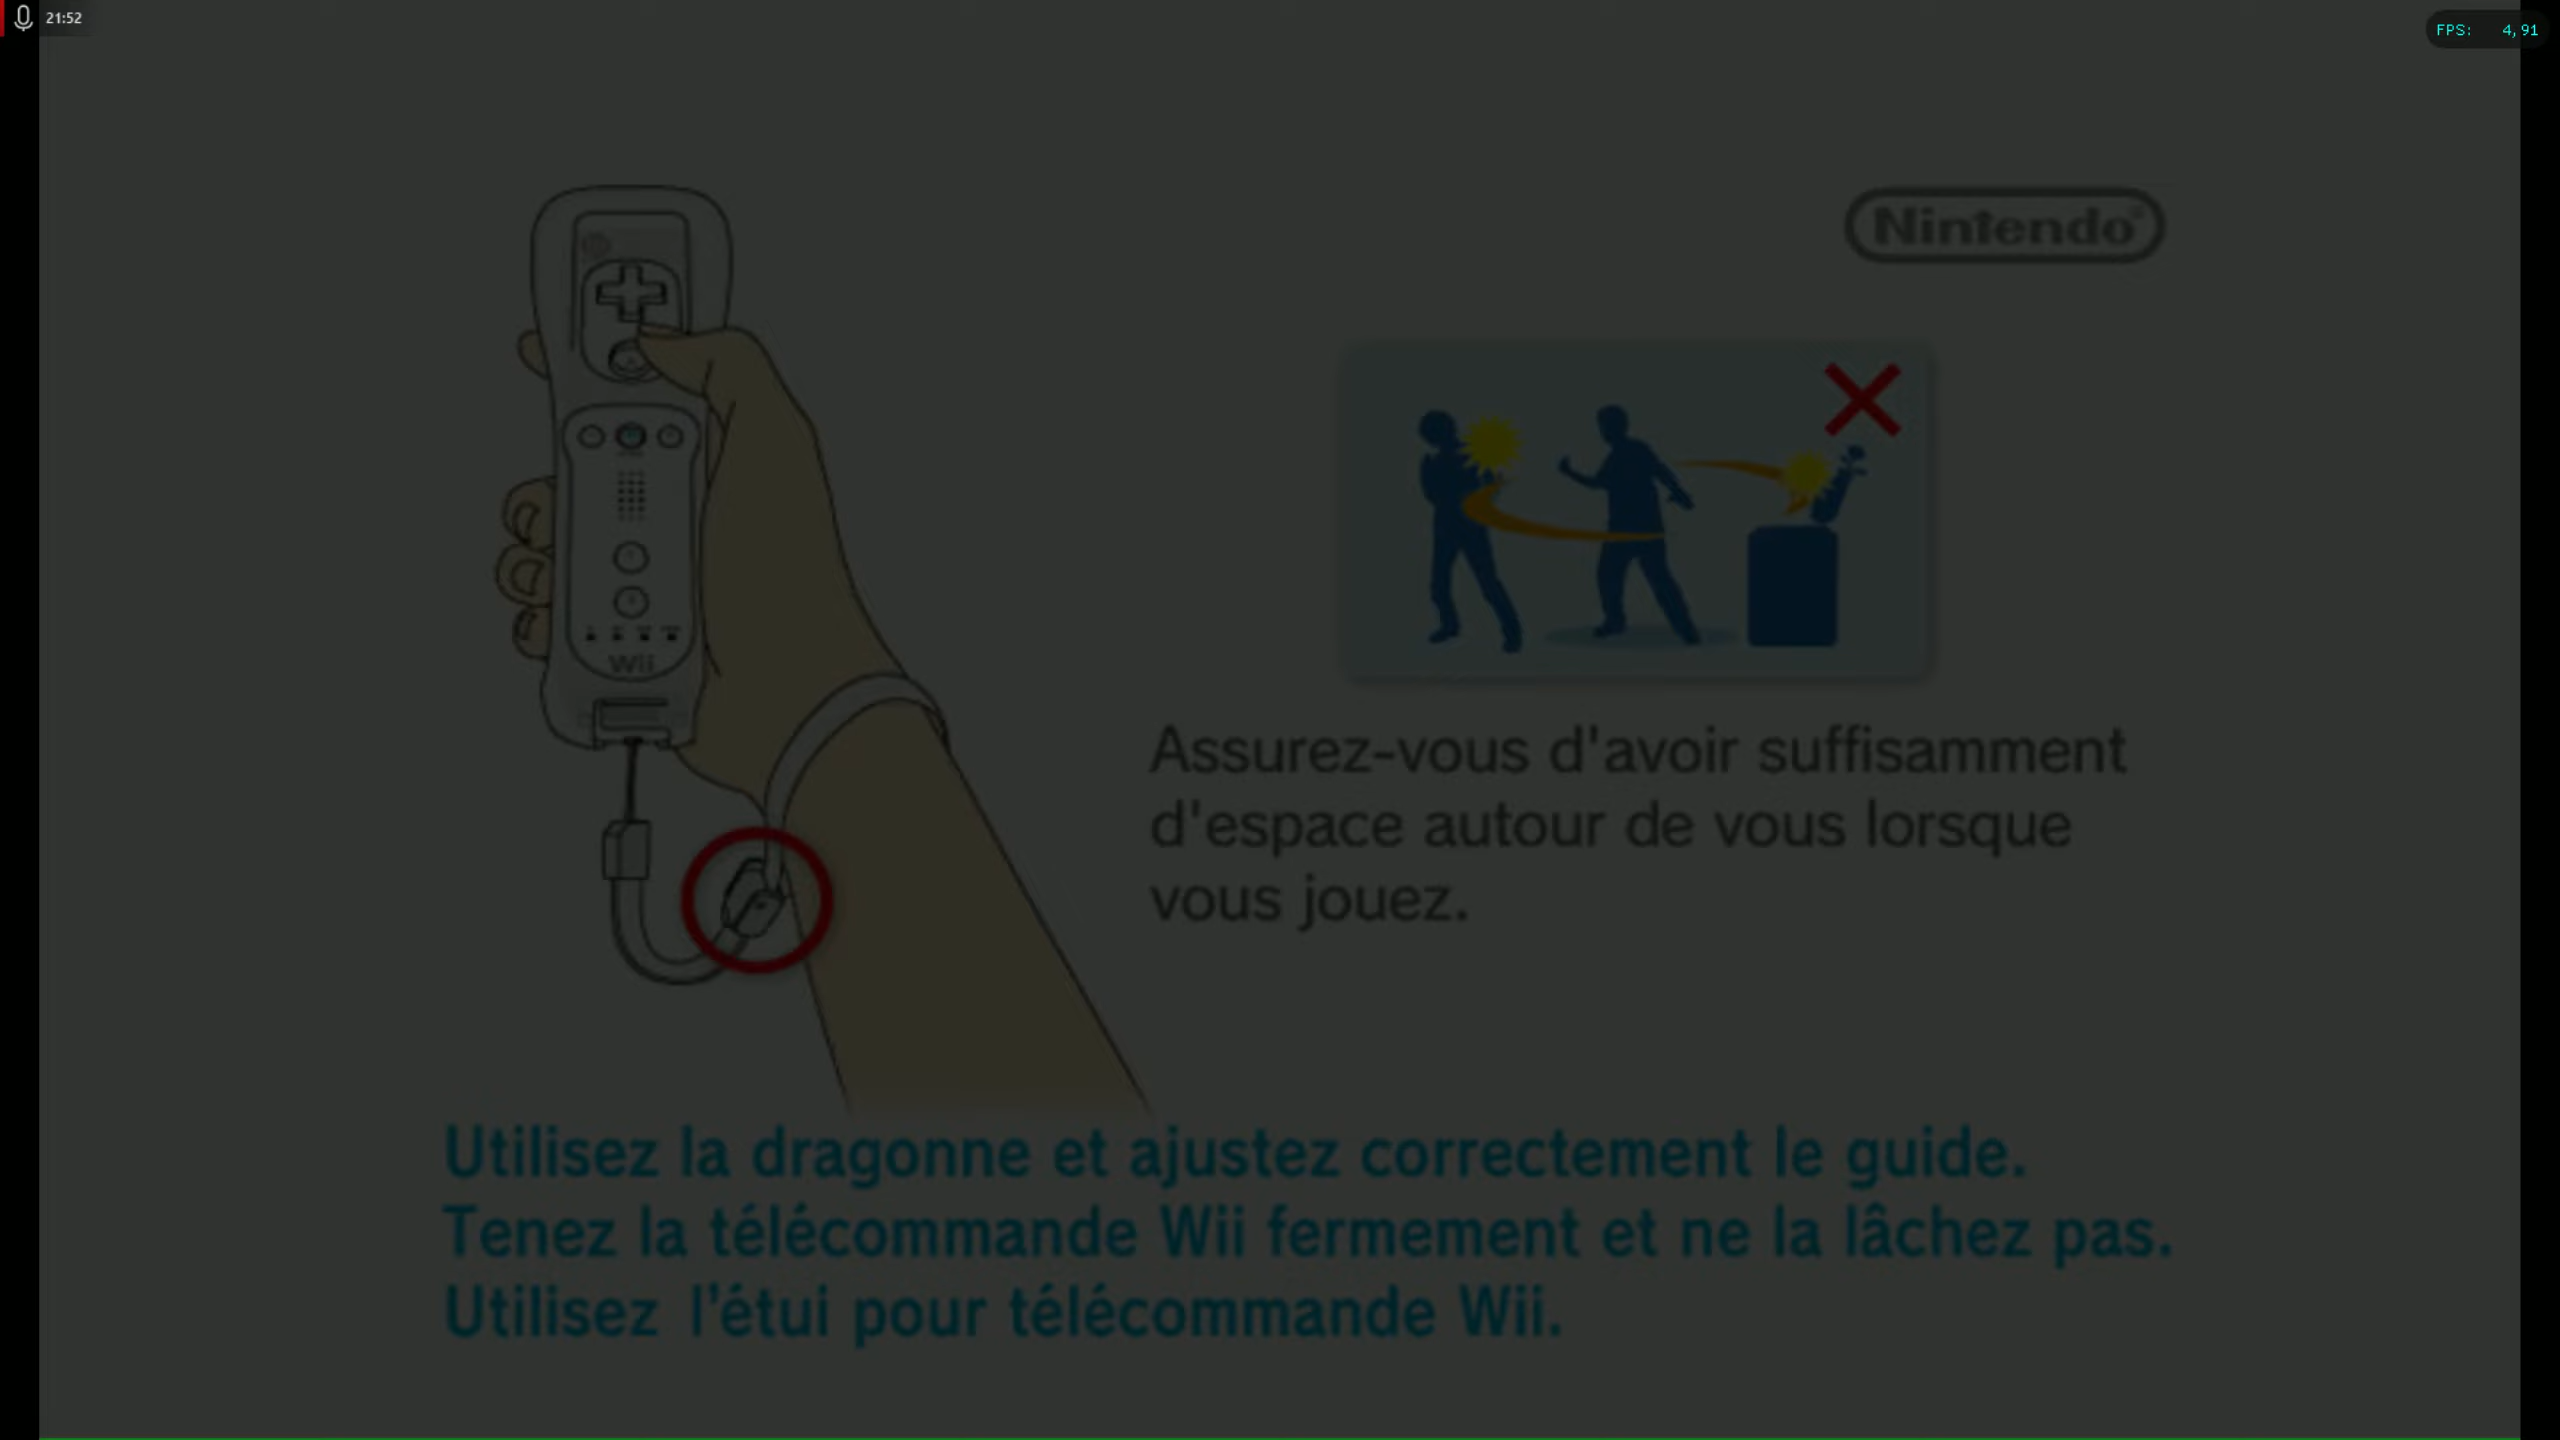 21:52
FPS: 4,91
Nintendo®
Wii
Assurez-vous d'avoir suffisamment
d'espace autour de vous lorsque
vous jouez.
Utilisez la dragonne et ajustez correctement le guide.
Tenez la télécommande Wii fermement et ne la lâchez pas.
Utilisez l'étui pour télécommande Wii.